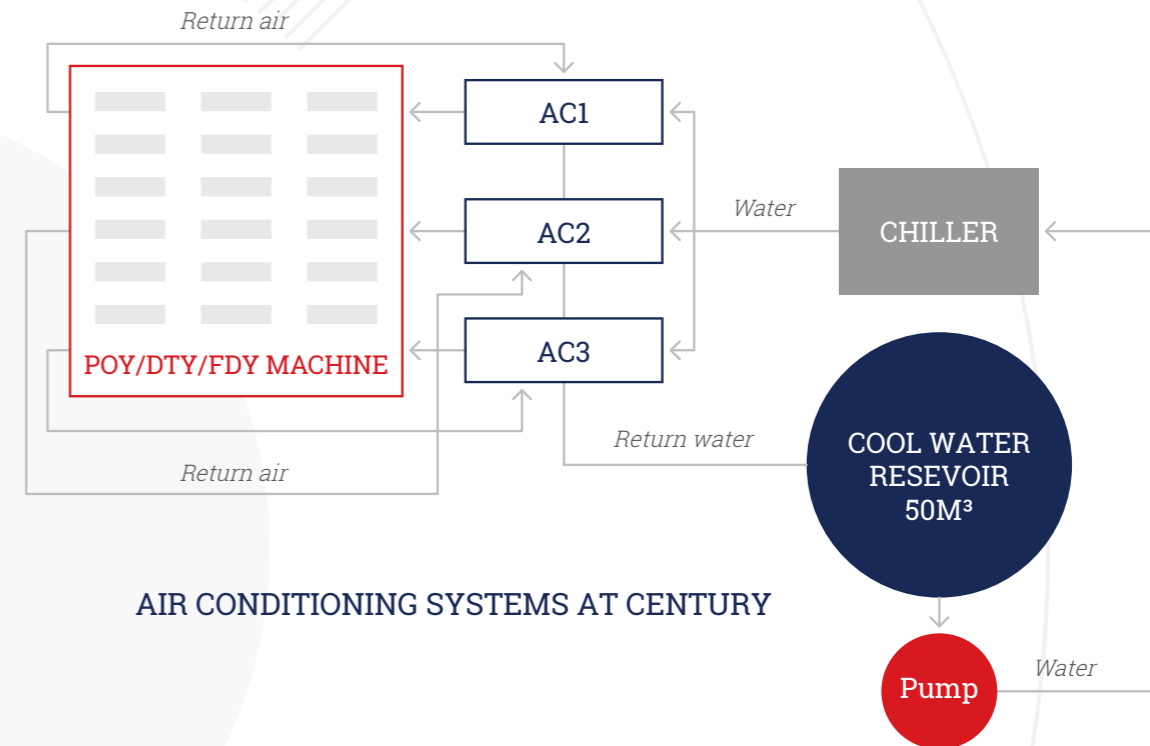 Return air
AC1
Water
AC2
CHILLER
AC3
POY/DTY/FDY MACHINE
Return water
COOL WATER
RESEVOIR
50M³
Return air
AIR CONDITIONING SYSTEMS AT CENTURY
Pump
Water